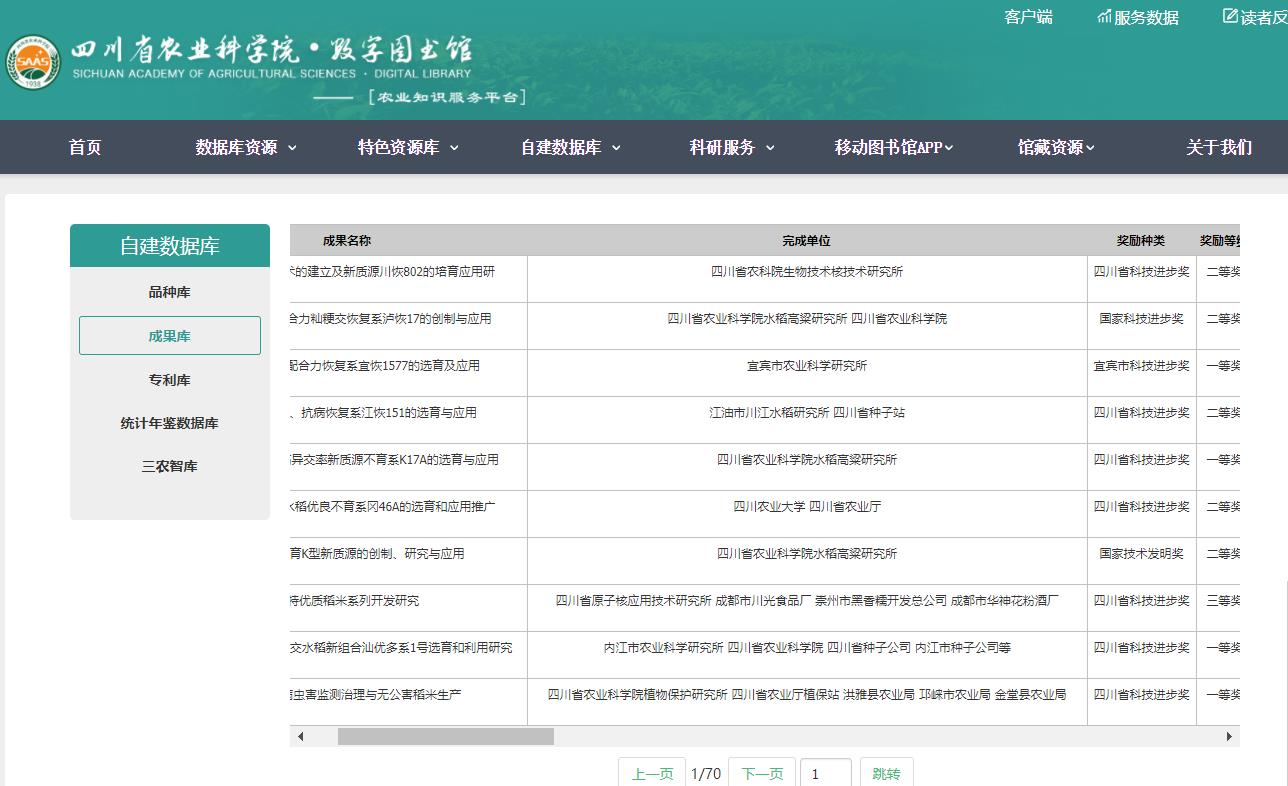 客户端 服务数据 读者反
四川省农业科学院·数字图书馆
SICHUAN ACADEMY OF AGRICULTURAL SCIENCES · DIGITAL LIBRARY
[农业知识服务平台]
SAAS
1938
首页 数据库资源 特色资源库 自建数据库 科研服务 移动图书馆APP 馆藏资源 关于我们
自建数据库
品种库
成果库
专利库
统计年鉴数据库
三农智库
成果名称 完成单位 奖励种类 奖励等
的建立及新质源川恢802的培育应用研 四川省农科院生物技术核技术研究所 四川省科技进步奖 二等奖
合力籼粳交恢复系泸恢17的创制与应用 四川省农业科学院水稻高粱研究所 四川省农业科学院 国家科技进步奖 二等奖
配合力恢复系宜恢1577的选育及应用 宜宾市农业科学研究所 宜宾市科技进步奖 一等奖
、抗病恢复系江恢151的选育与应用 江油市川江水稻研究所 四川省种子站 四川省科技进步奖 二等奖
异交率新质源不育系K17A的选育与应用 四川省农业科学院水稻高粱研究所 四川省科技进步奖 一等奖
水稻优良不育系冈46A的选育和应用推广 四川农业大学 四川省农业厅 四川省科技进步奖 二等奖
育K型新质源的创制、研究与应用 四川省农业科学院水稻高粱研究所 国家技术发明奖 二等奖
特优质稻米系列开发研究 四川省原子核应用技术研究所 成都市川光食品厂 崇州市黑香糯开发总公司 成都市华神花粉酒厂 四川省科技进步奖 三等奖
交水稻新组合汕优多系1号选育和利用研究 内江市农业科学研究所 四川省农业科学院 四川省种子公司 内江市种子公司等 四川省科技进步奖 一等奖
虫害监测治理与无公害稻米生产 四川省农业科学院植物保护研究所 四川省农业厅植保站 洪雅县农业局 邛崃市农业局 金堂县农业局 四川省科技进步奖 一等奖
上一页 1/70 下一页 1 跳转